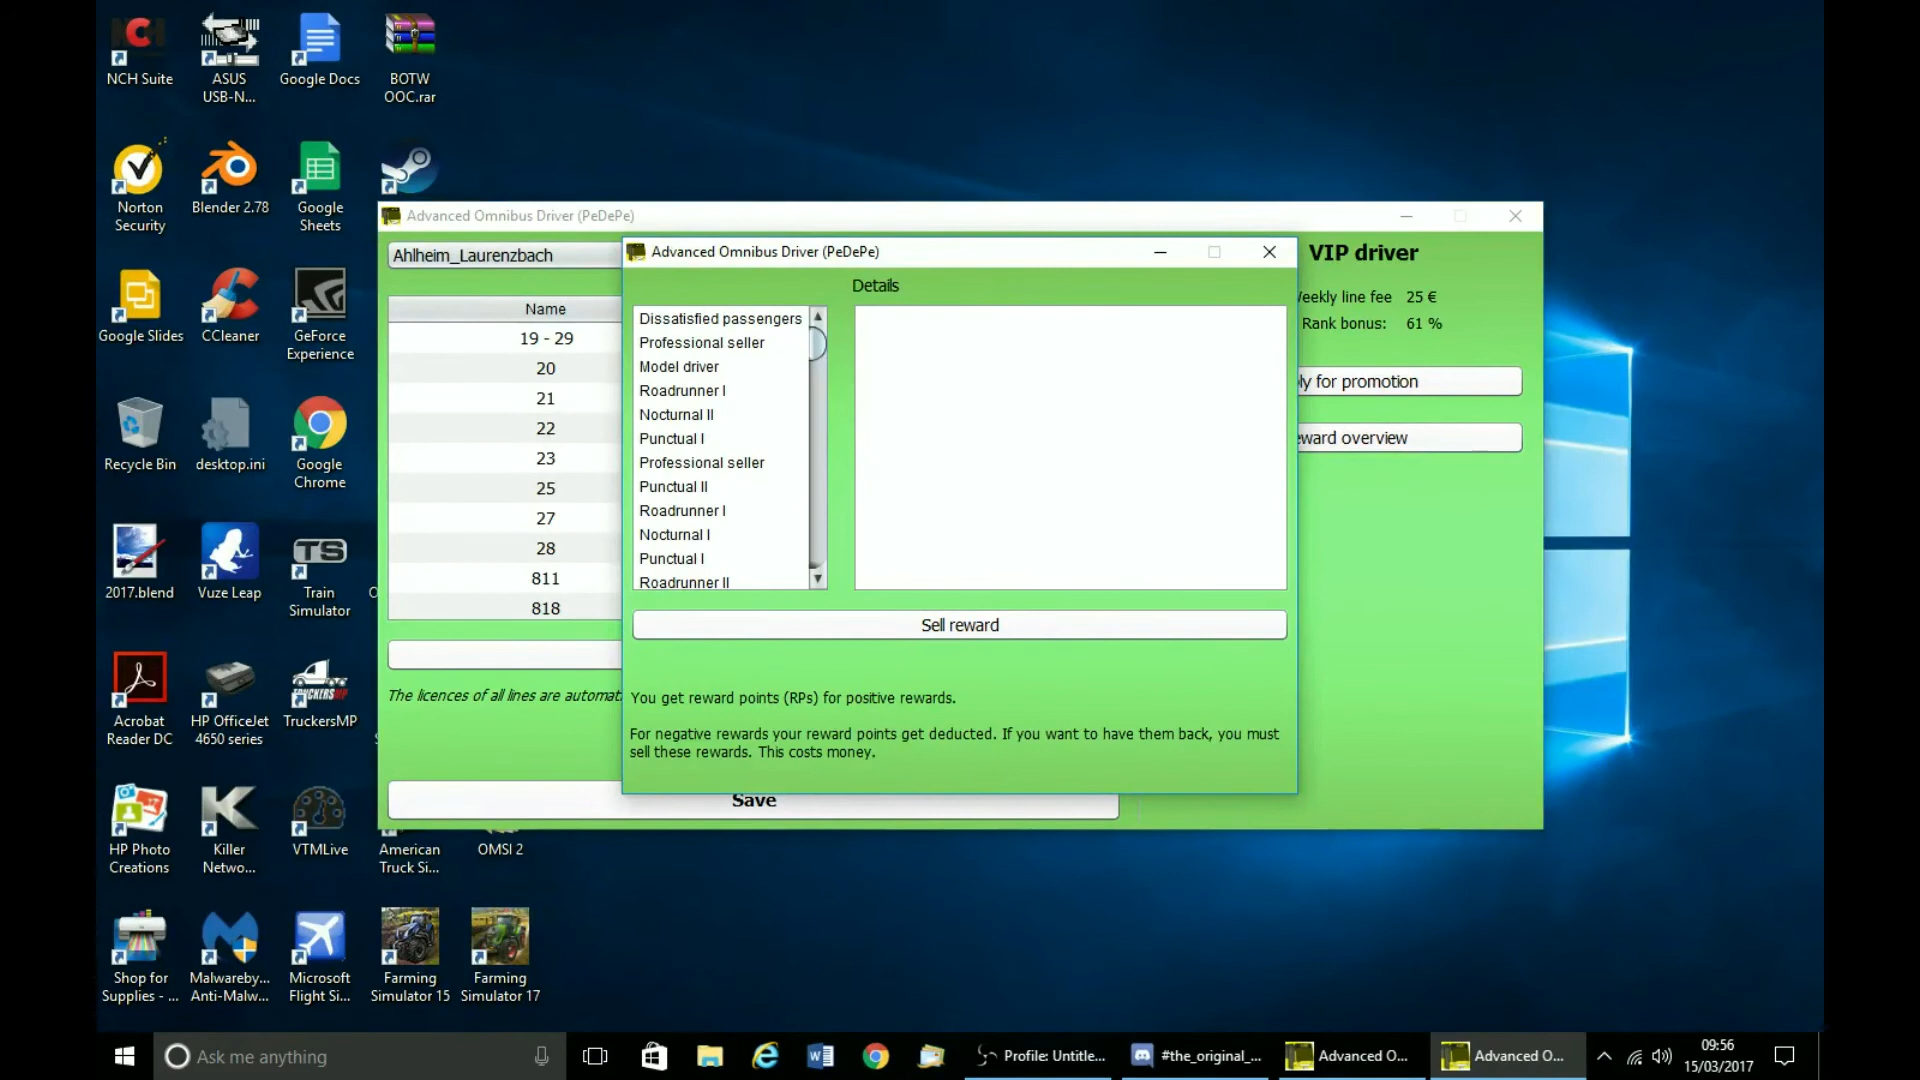 NCH Suite
ASUS
USB-N...
Google Docs
BOTW
OOC.rar
Norton
Security
Blender 2.78
Google
Sheets
Google Slides
CCleaner
GeForce
Experience
Recycle Bin
desktop.ini
Google
Chrome
2017.blend
Vuze Leap
TS
Train
Simulator
Acrobat
Reader DC
HP OfficeJet
4650 series
TruckersMP
HP Photo
Creations
Killer
Netwo...
VTMLive
American
Truck Si...
OMSI 2
Shop for
Supplies - ...
Malwareby...
Anti-Malw...
Microsoft
Flight Si...
Farming
Simulator 15
Farming
Simulator 17
Advanced Omnibus Driver (PeDePe)
Ahlheim_Laurenzbach
Name
19 - 29
20
21
22
23
25
27
28
811
818
The licences of all lines are automat
Save
VIP driver
Weekly line fee 25 €
Rank bonus: 61 %
ly for promotion
eward overview
Advanced Omnibus Driver (PeDePe)
Details
Dissatisfied passengers
Professional seller
Model driver
Roadrunner I
Nocturnal II
Punctual I
Professional seller
Punctual II
Roadrunner I
Nocturnal I
Punctual I
Roadrunner II
Sell reward
You get reward points (RPs) for positive rewards.
For negative rewards your reward points get deducted. If you want to have them back, you must
sell these rewards. This costs money.
Ask me anything
Profile: Untitle...
#the_original_...
Advanced O...
Advanced O...
09:56
15/03/2017